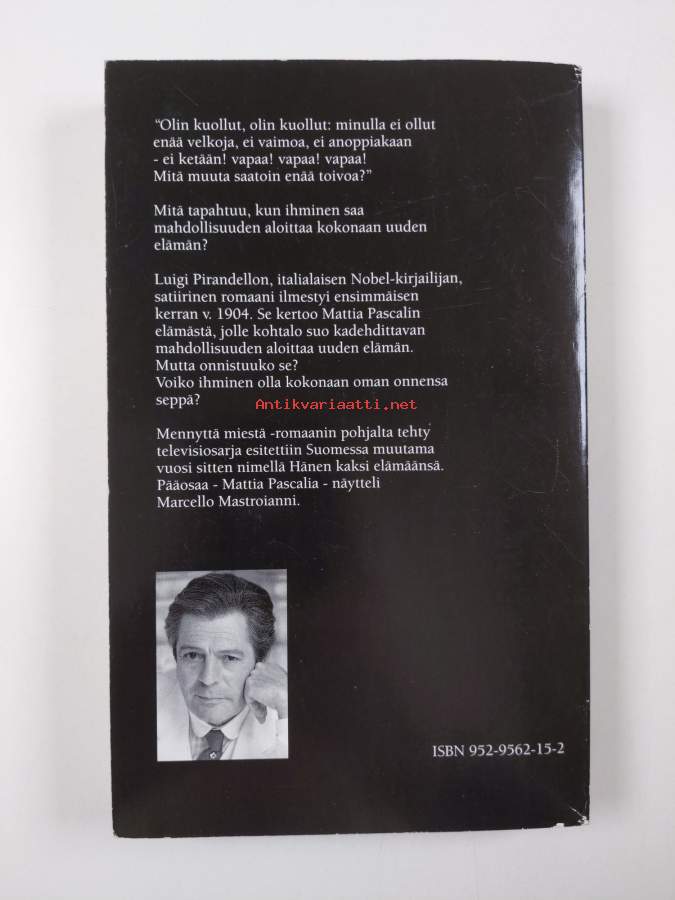 “Olin kuollut, olin kuollut: minulla ei ollut
enää velkoja, ei vaimoa, ei anoppiakaan
- ei ketään! vapaa! vapaa! vapaa!
Mitä muuta saatoin enää toivoa?”
Mitä tapahtuu, kun ihminen saa
mahdollisuuden aloittaa kokonaan uuden
elämän?
Luigi Pirandellon, italialaisen Nobel-kirjailijan,
satiirinen romaani ilmestyi ensimmäisen
kerran v. 1904. Se kertoo Mattia Pascalin
elämästä, jolle kohtalo suo kadehdittavan
mahdollisuuden aloittaa uuden elämän.
Mutta onnistuuko se?
Voiko ihminen olla kokonaan oman onnensa
seppä?
Antikvariaatti.net
Mennyttä miestä -romaanin pohjalta tehty
televisiosarja esitettiin Suomessa muutama
vuosi sitten nimellä Hänen kaksi elämäänsä.
Pääosaa - Mattia Pascalia - näytteli
Marcello Mastroianni.
ISBN 952-9562-15-2